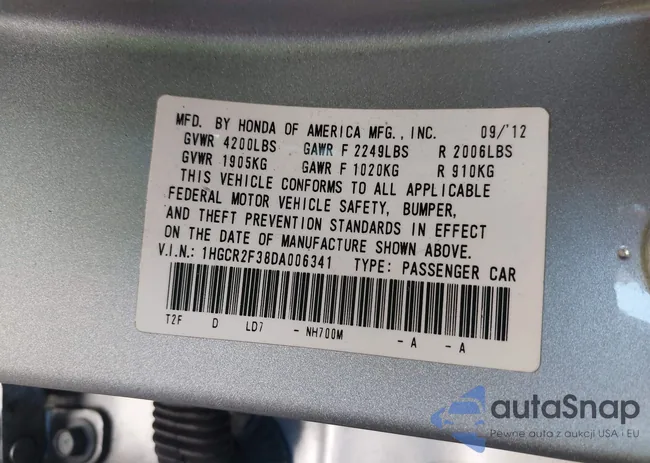 MFD. BY HONDA OF AMERICA MFG., INC. 09/'12
GVWR 4200LBS GAWR F 2249LBS R 2006LBS
GVWR 1905KG GAWR F 1020KG R 910KG
THIS VEHICLE CONFORMS TO ALL APPLICABLE
FEDERAL MOTOR VEHICLE SAFETY, BUMPER,
AND THEFT PREVENTION STANDARDS IN EFFECT
ON THE DATE OF MANUFACTURE SHOWN ABOVE.
V.I.N.: 1HGCR2F38DA006341 TYPE: PASSENGER CAR
T2F D LD7 - NH700M - A - A
autaSnap
Pewne auta z aukcji USA i EU